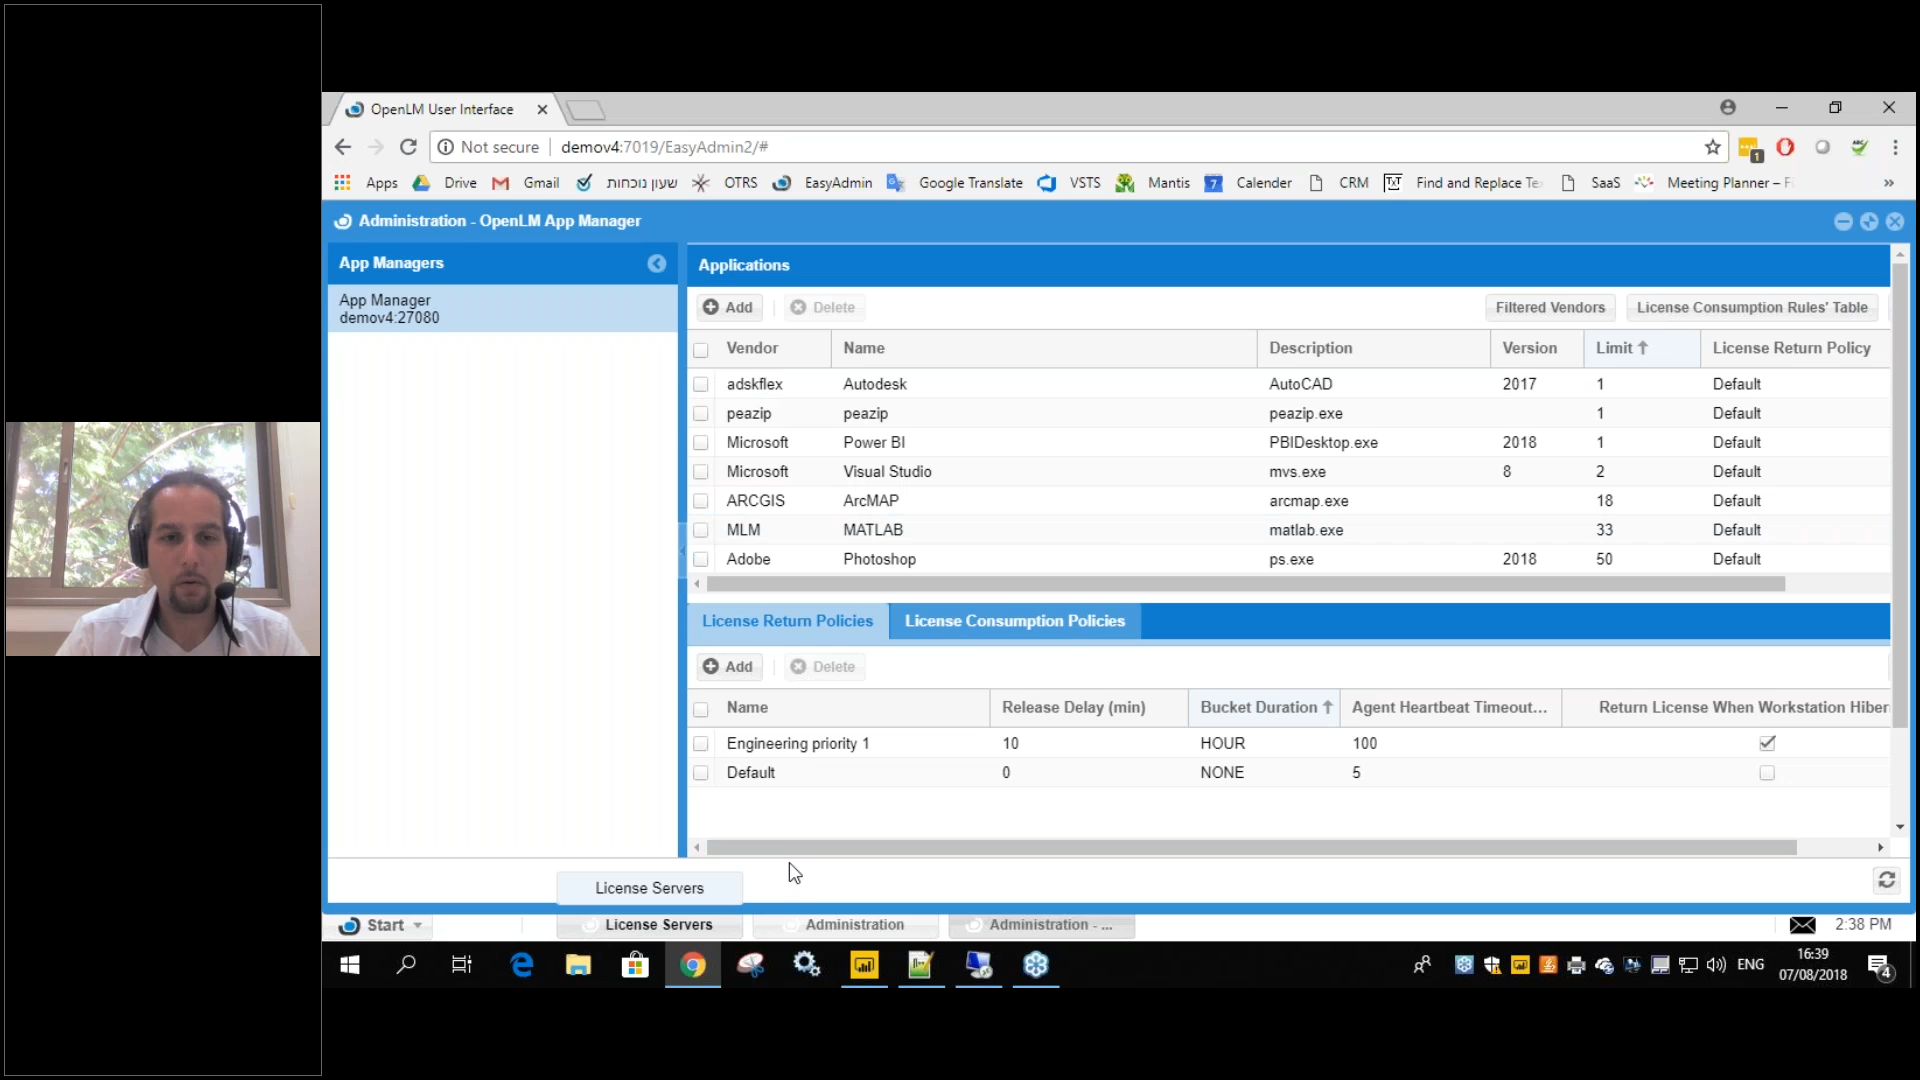 OpenLM User Interface
Not secure demov4:7019/EasyAdmin2/#
1
Apps Drive Gmail שעון נוכחות OTRS EasyAdmin Google Translate VSTS 7 Mantis Calender CRM TXT Find and Replace Te SaaS Meeting Planner – Fi »
Administration - OpenLM App Manager
App Managers
App Manager
demov4:27080
Applications
Add Delete Filtered Vendors License Consumption Rules' Table
Vendor Name Description Version Limit License Return Policy
adskflex Autodesk AutoCAD 2017 1 Default
peazip peazip peazip.exe 1 Default
Microsoft Power BI PBIDesktop.exe 2018 1 Default
Microsoft Visual Studio mvs.exe 8 2 Default
ARCGIS ArcMAP arcmap.exe 18 Default
MLM MATLAB matlab.exe 33 Default
Adobe Photoshop ps.exe 2018 50 Default
License Return Policies License Consumption Policies
Add Delete
Name Release Delay (min) Bucket Duration Agent Heartbeat Timeout... Return License When Workstation Hiber
Engineering priority 1 10 HOUR 100
Default 0 NONE 5
License Servers
Start License Servers Administration Administration - ... 2:38 PM
ENG 16:39
07/08/2018
4